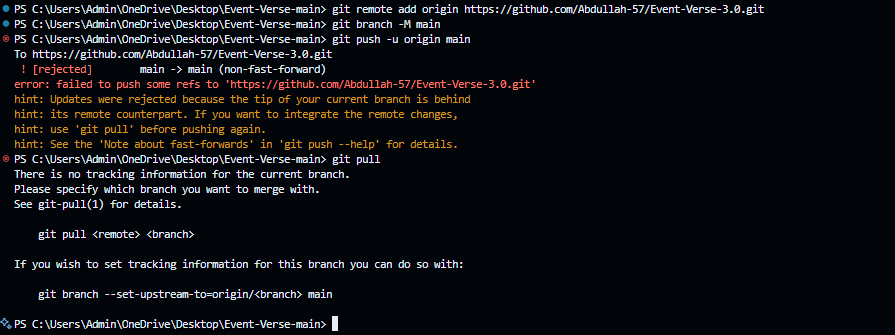 PS C:\Users\Admin\OneDrive\Desktop\Event-Verse-main> git remote add origin https://github.com/Abdullah-57/Event-Verse-3.0.git
PS C:\Users\Admin\OneDrive\Desktop\Event-Verse-main> git branch -M main
PS C:\Users\Admin\OneDrive\Desktop\Event-Verse-main> git push -u origin main
To https://github.com/Abdullah-57/Event-Verse-3.0.git
 ! [rejected]        main -> main (non-fast-forward)
error: failed to push some refs to 'https://github.com/Abdullah-57/Event-Verse-3.0.git'
hint: Updates were rejected because the tip of your current branch is behind
hint: its remote counterpart. If you want to integrate the remote changes,
hint: use 'git pull' before pushing again.
hint: See the 'Note about fast-forwards' in 'git push --help' for details.
PS C:\Users\Admin\OneDrive\Desktop\Event-Verse-main> git pull
There is no tracking information for the current branch.
Please specify which branch you want to merge with.
See git-pull(1) for details.
    git pull <remote> <branch>
If you wish to set tracking information for this branch you can do so with:
    git branch --set-upstream-to=origin/<branch> main
PS C:\Users\Admin\OneDrive\Desktop\Event-Verse-main>